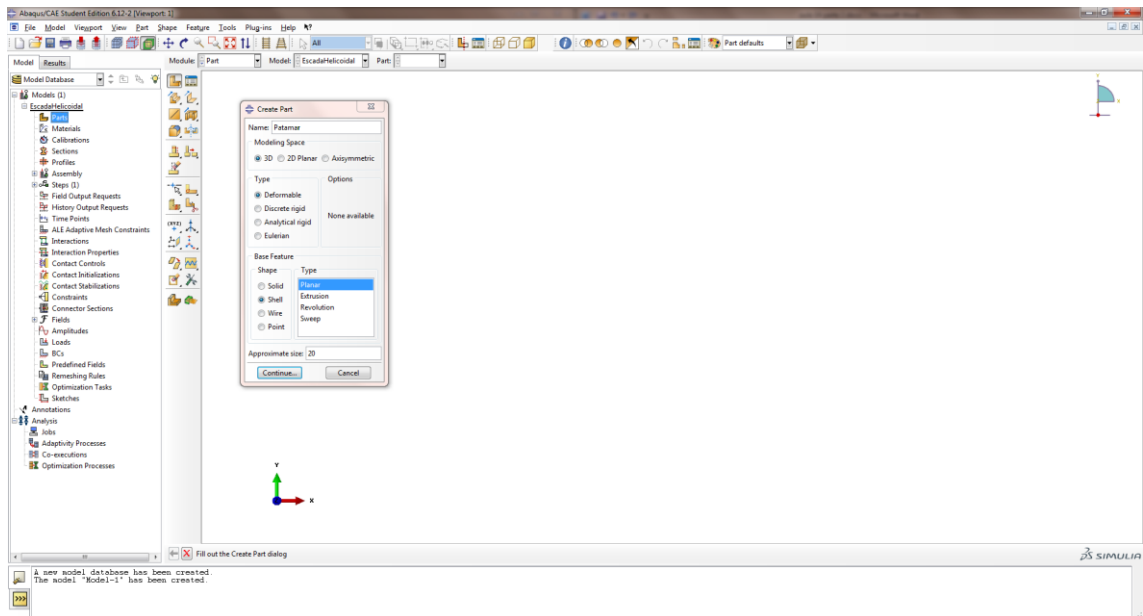 Abaqus/CAE Student Edition 6.12-2 [Viewport: 1]
File Model Viewport View Part Shape Feature Tools Plug-ins Help
All
Part defaults
Model Results
Module: Part Model: EscadaHelicoidal Part:
Model Database
Models (1)
EscadaHelicoidal
Parts
Materials
Calibrations
Sections
Profiles
Assembly
Steps (1)
Field Output Requests
History Output Requests
Time Points
ALE Adaptive Mesh Constraints
Interactions
Interaction Properties
Contact Controls
Contact Initializations
Contact Stabilizations
Constraints
Connector Sections
Fields
Amplitudes
Loads
BCs
Predefined Fields
Remeshing Rules
Optimization Tasks
Sketches
Annotations
Analysis
Jobs
Adaptivity Processes
Co-executions
Optimization Processes
Create Part
Name: Patamar
Modeling Space
3D 2D Planar Axisymmetric
Type Options
Deformable
Discrete rigid
Analytical rigid
Eulerian
None available
Base Feature
Shape Type
Solid
Shell
Wire
Point
Planar
Extrusion
Revolution
Sweep
Approximate size: 20
Continue... Cancel
Y
X
Fill out the Create Part dialog
SIMULIA
A new model database has been created.
The model "Model-1" has been created.
>>>